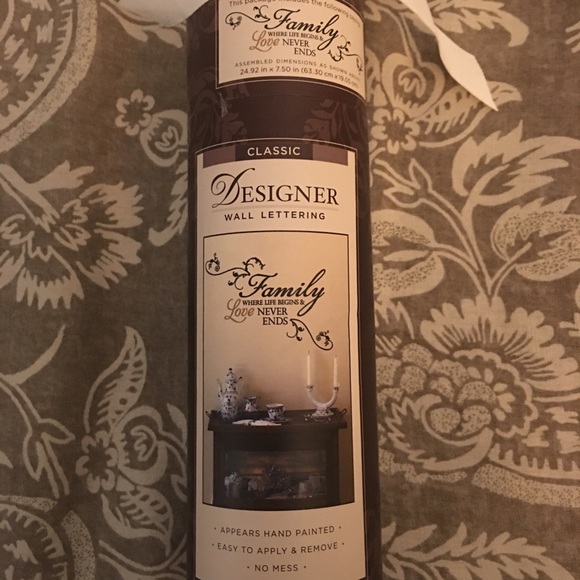 This package includes the following
Family
WHERE LIFE BEGINS &
Love NEVER
ENDS
ASSEMBLED DIMENSIONS AS SHOWN
24.92 in x 7.50 in (63.30 cm x 19.05
CLASSIC
DESIGNER
WALL LETTERING
Family
WHERE LIFE BEGINS &
Love NEVER
ENDS
• APPEARS HAND PAINTED •
• EASY TO APPLY & REMOVE •
• NO MESS •